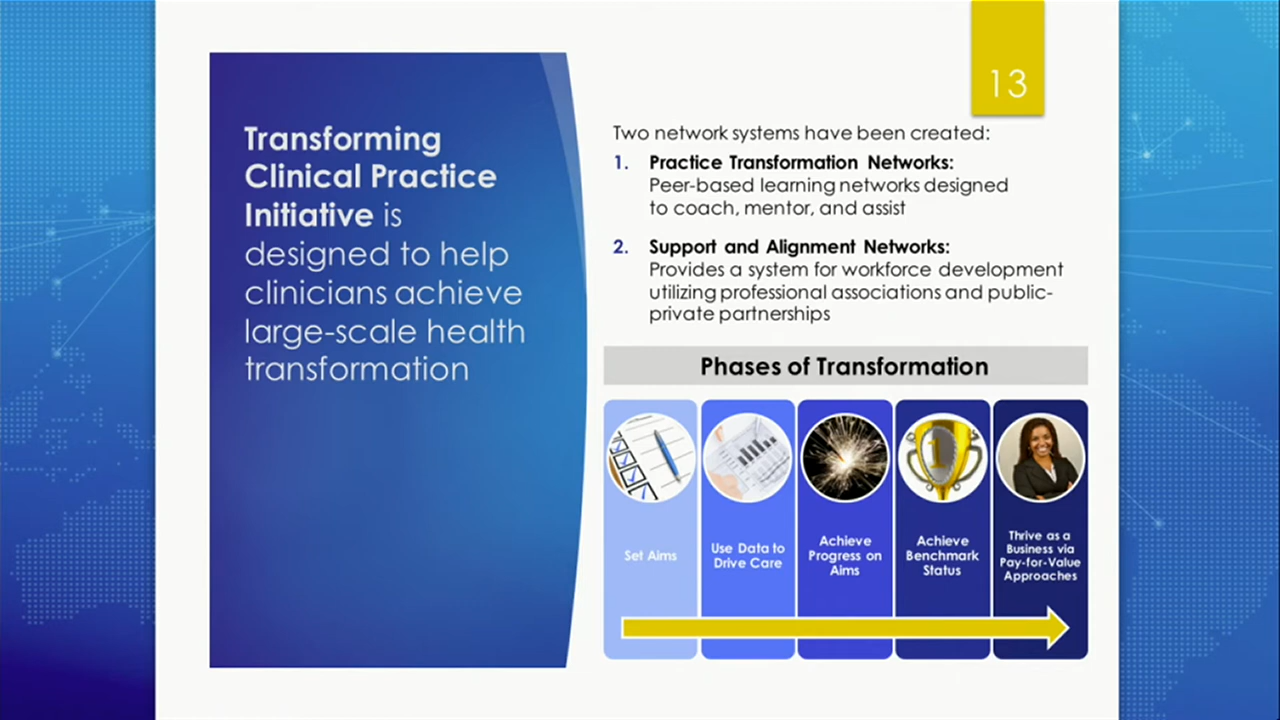 13
Transforming
Clinical Practice
Initiative is
designed to help
clinicians achieve
large-scale health
transformation
Two network systems have been created:
1. Practice Transformation Networks:
Peer-based learning networks designed
to coach, mentor, and assist
2. Support and Alignment Networks:
Provides a system for workforce development
utilizing professional associations and public-
private partnerships
Phases of Transformation
1
Set Aims
Use Data to
Drive Care
Achieve
Progress on
Aims
Achieve
Benchmark
Status
Thrive as a
Business via
Pay-for-Value
Approaches